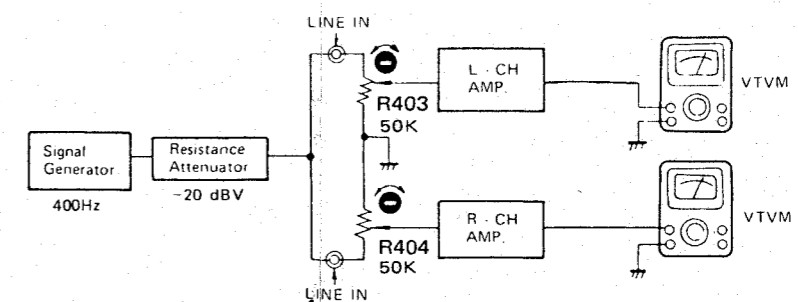 LINE IN
L · CH
AMP.
VTVM
R403
50K
Signal
Generator
400Hz
Resistance
Attenuator
-20 dBV
R · CH
AMP.
VTVM
R404
50K
LINE IN